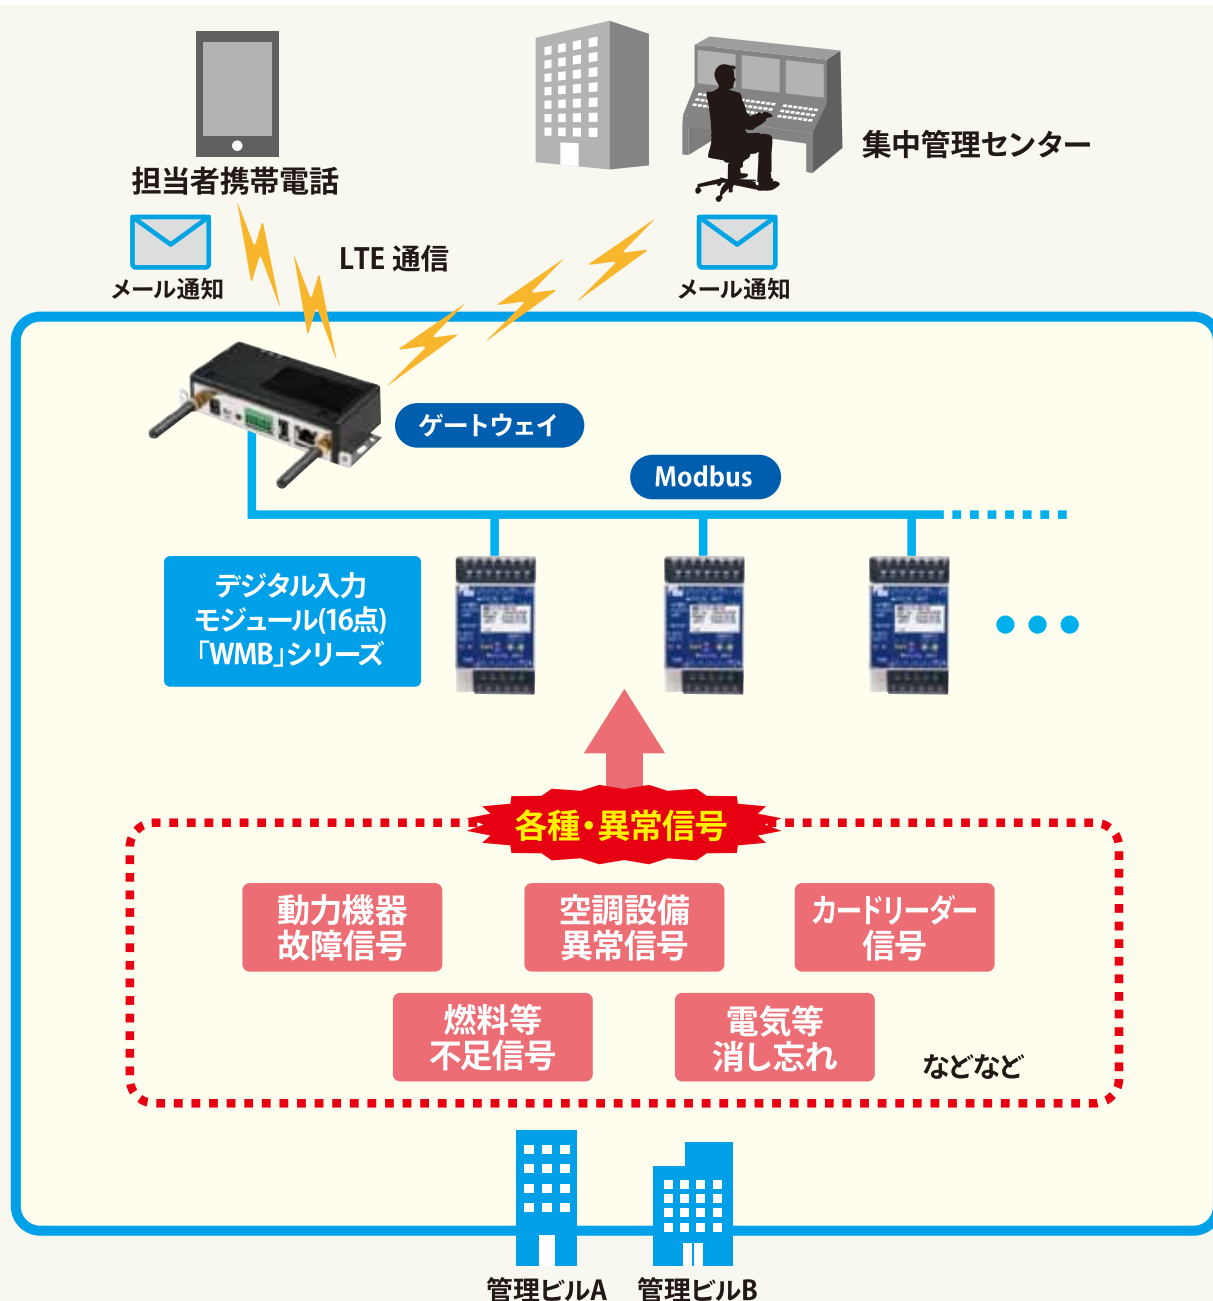 担当者携帯電話
集中管理センター
LTE 通信
メール通知
メール通知
ゲートウェイ
Modbus
デジタル入力
モジュール(16点)
「WMB」シリーズ
各種・異常信号
動力機器
故障信号
空調設備
異常信号
カードリーダー
信号
燃料等
不足信号
電気等
消し忘れ
などなど
管理ビルA
管理ビルB